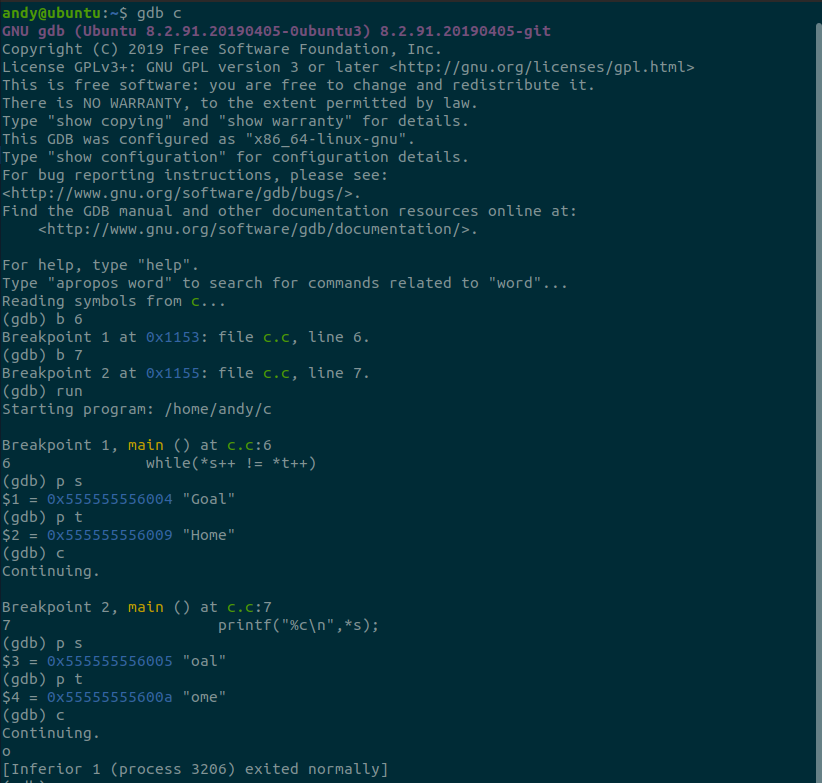 andy@ubuntu:~$ gdb c
GNU gdb (Ubuntu 8.2.91.20190405-0ubuntu3) 8.2.91.20190405-git
Copyright (C) 2019 Free Software Foundation, Inc.
License GPLv3+: GNU GPL version 3 or later <http://gnu.org/licenses/gpl.html>
This is free software: you are free to change and redistribute it.
There is NO WARRANTY, to the extent permitted by law.
Type "show copying" and "show warranty" for details.
This GDB was configured as "x86_64-linux-gnu".
Type "show configuration" for configuration details.
For bug reporting instructions, please see:
<http://www.gnu.org/software/gdb/bugs/>.
Find the GDB manual and other documentation resources online at:
    <http://www.gnu.org/software/gdb/documentation/>.

For help, type "help".
Type "apropos word" to search for commands related to "word"...
Reading symbols from c...
(gdb) b 6
Breakpoint 1 at 0x1153: file c.c, line 6.
(gdb) b 7
Breakpoint 2 at 0x1155: file c.c, line 7.
(gdb) run
Starting program: /home/andy/c

Breakpoint 1, main () at c.c:6
6               while(*s++ != *t++)
(gdb) p s
$1 = 0x555555556004 "Goal"
(gdb) p t
$2 = 0x555555556009 "Home"
(gdb) c
Continuing.

Breakpoint 2, main () at c.c:7
7                       printf("%c\n",*s);
(gdb) p s
$3 = 0x555555556005 "oal"
(gdb) p t
$4 = 0x55555555600a "ome"
(gdb) c
Continuing.
o
[Inferior 1 (process 3206) exited normally]